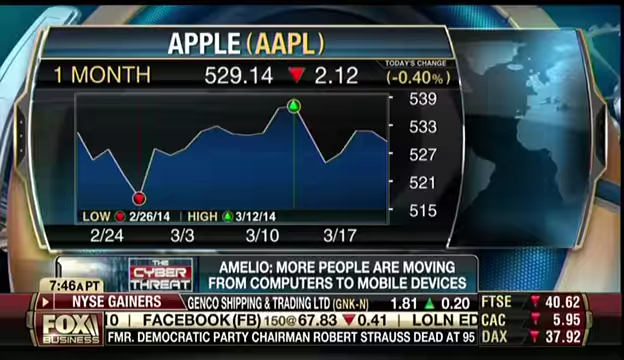 APPLE (AAPL)
1 MONTH 529.14 ▼ 2.12 TODAY'S CHANGE (-0.40%)
539
533
527
521
515
LOW 2/26/14 | HIGH 3/12/14
2/24 3/3 3/10 3/17
THE CYBER THREAT
AMELIO: MORE PEOPLE ARE MOVING
FROM COMPUTERS TO MOBILE DEVICES
7:46A PT
NYSE GAINERS GENCO SHIPPING & TRADING LTD (GNK-N) 1.81 ▲ 0.20
FTSE ▼ 40.62
CAC ▼ 5.95
DAX ▼ 37.92
FOX BUSINESS
0 FACEBOOK (FB) 150@67.83 ▼0.41 LOLN ED
FMR. DEMOCRATIC PARTY CHAIRMAN ROBERT STRAUSS DEAD AT 95